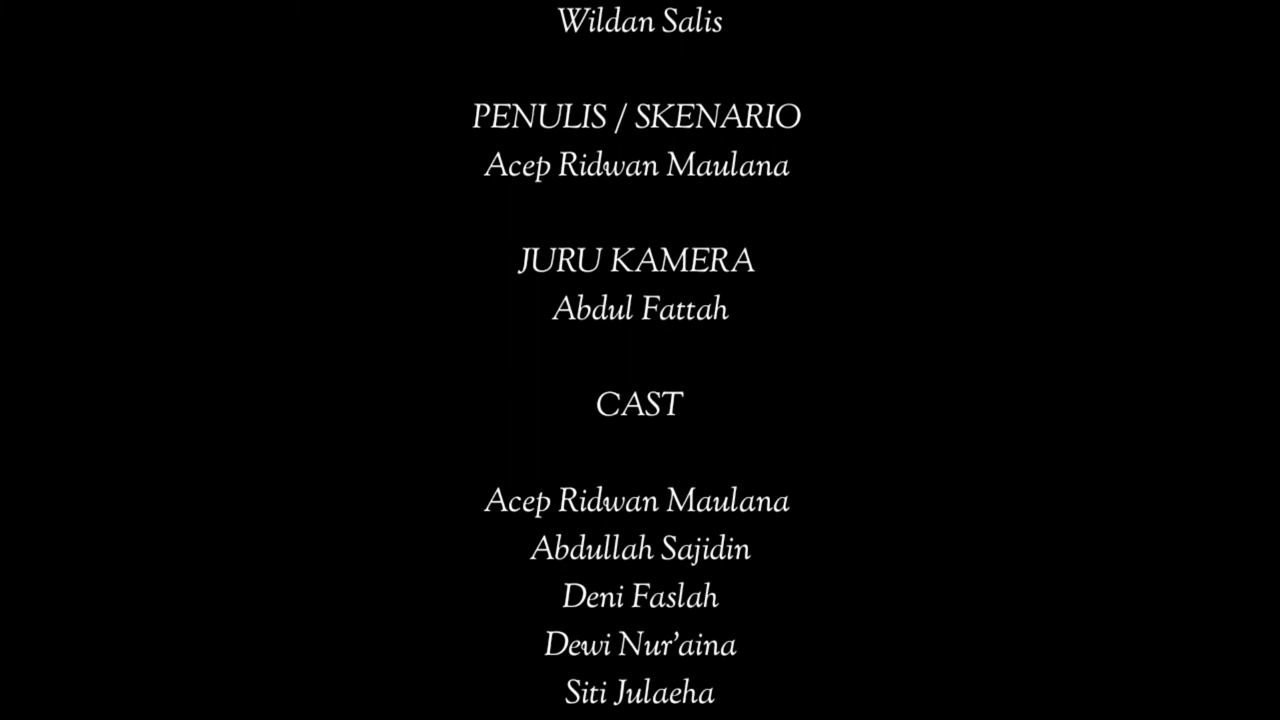 Wildan Salis
PENULIS / SKENARIO
Acep Ridwan Maulana
JURU KAMERA
Abdul Fattah
CAST
Acep Ridwan Maulana
Abdullah Sajidin
Deni Faslah
Dewi Nur’aina
Siti Julaeha